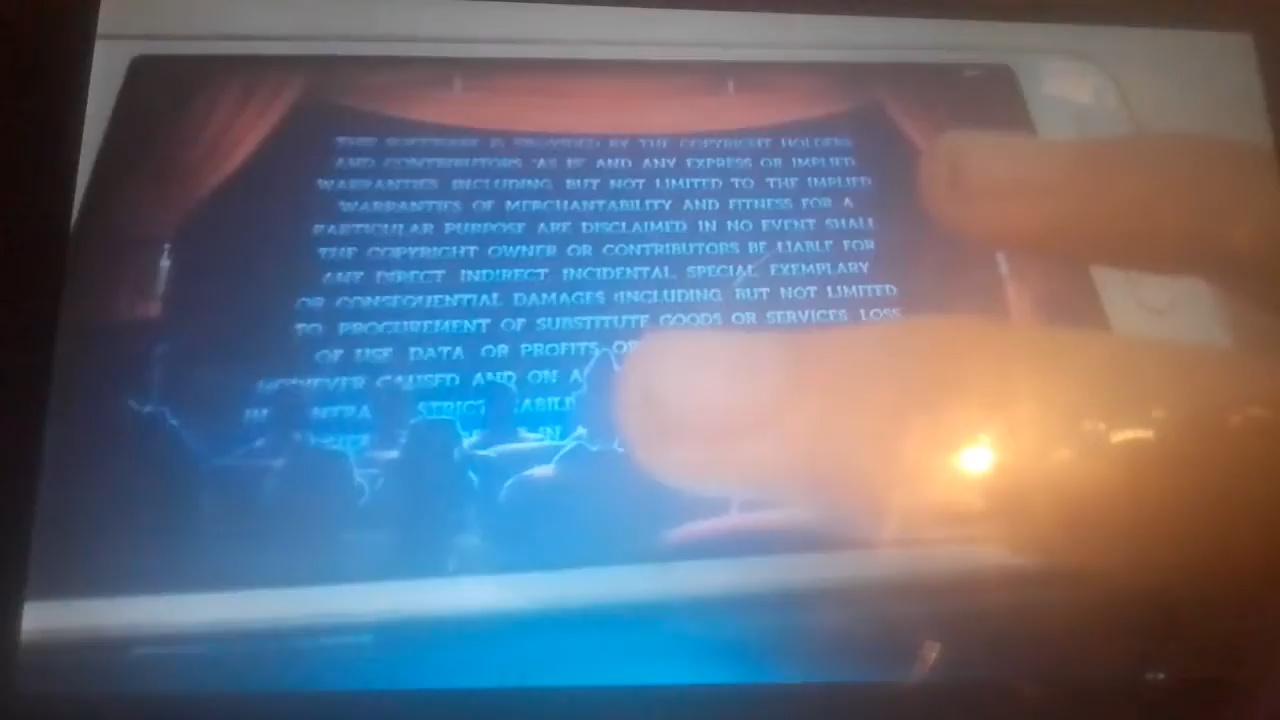 THIS SOFTWARE IS PROVIDED BY THE COPYRIGHT HOLDERS
AND CONTRIBUTORS "AS IS" AND ANY EXPRESS OR IMPLIED
WARRANTIES INCLUDING BUT NOT LIMITED TO THE IMPLIED
WARRANTIES OF MERCHANTABILITY AND FITNESS FOR A
PARTICULAR PURPOSE ARE DISCLAIMED IN NO EVENT SHALL
THE COPYRIGHT OWNER OR CONTRIBUTORS BE LIABLE FOR
ANY DIRECT INDIRECT INCIDENTAL SPECIAL EXEMPLARY
OR CONSEQUENTIAL DAMAGES (INCLUDING BUT NOT LIMITED
TO PROCUREMENT OF SUBSTITUTE GOODS OR SERVICES LOSS
OF USE DATA OR PROFITS OR
HOWEVER CAUSED AND ON A
STRICT
IN